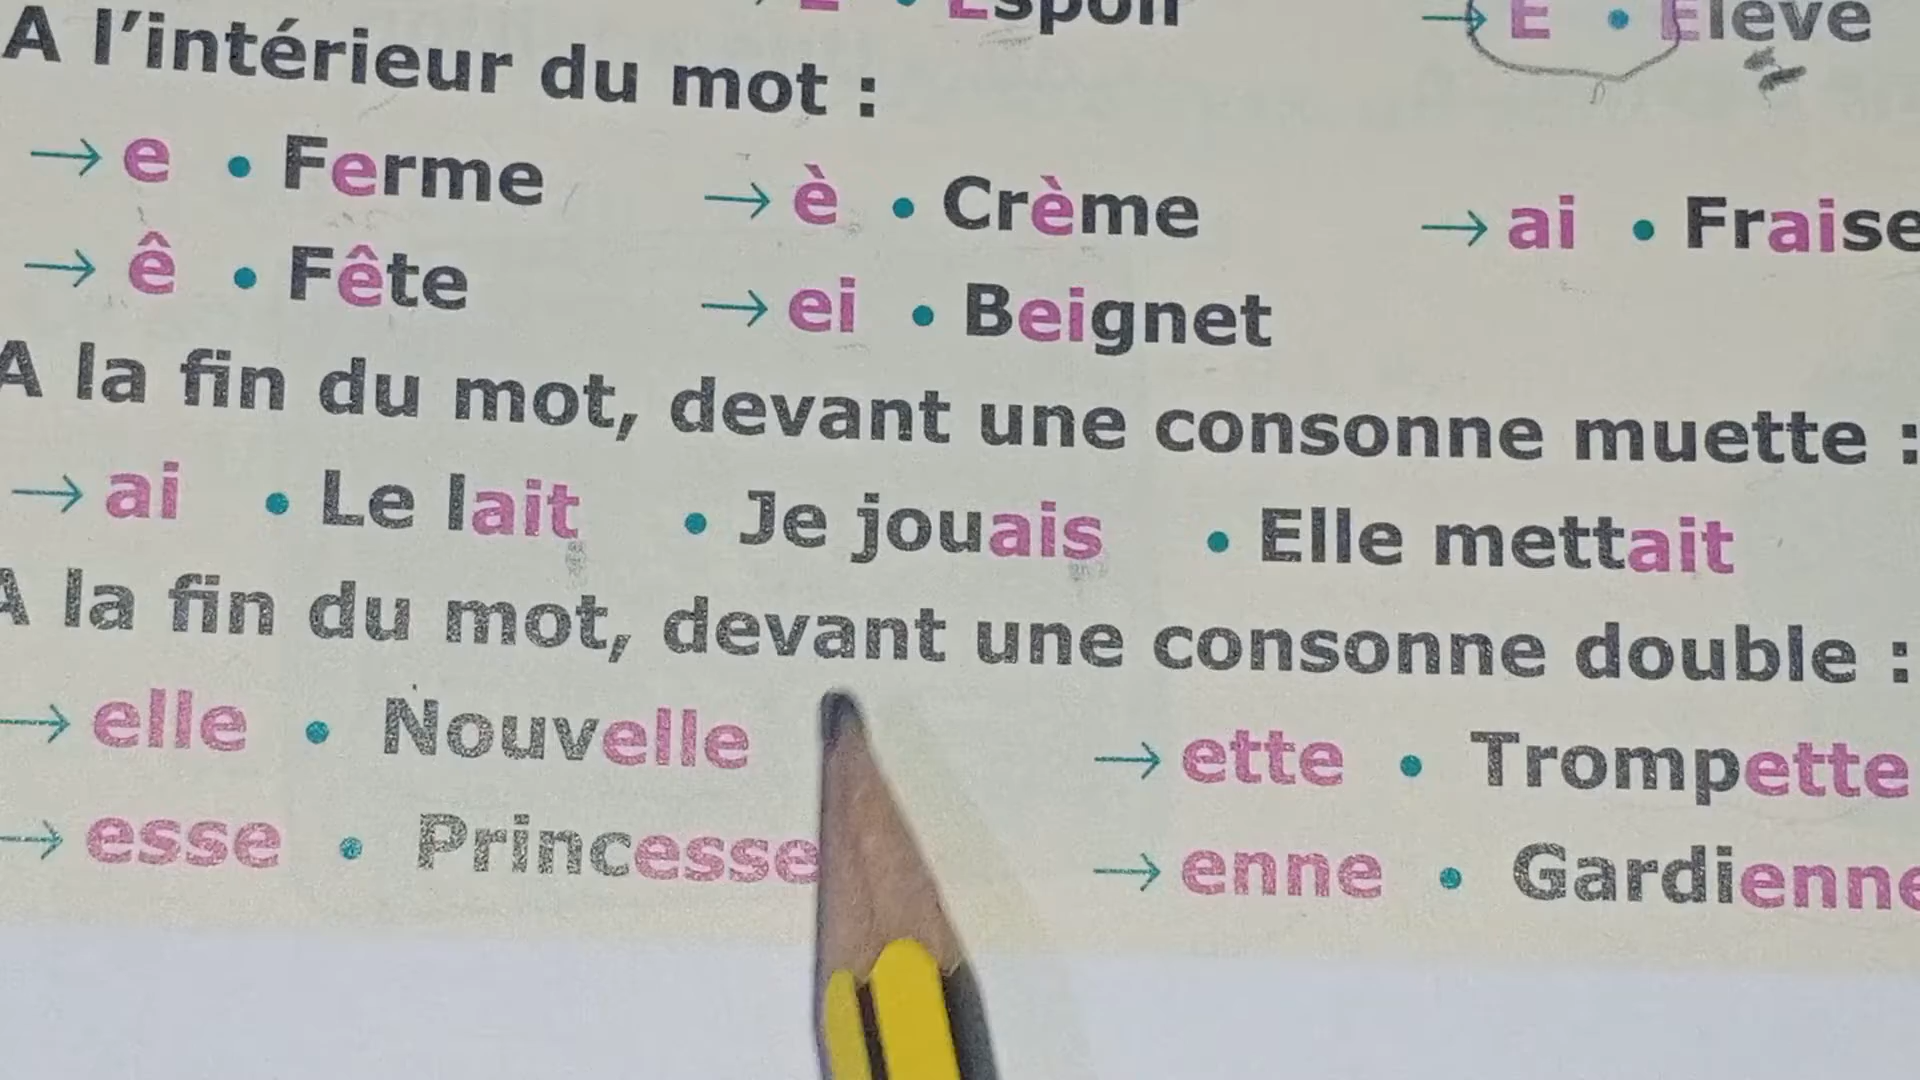 E • Espoir → E • Elève
A l’intérieur du mot :
→ e • Ferme → è • Crème → ai • Fraise
→ ê • Fête → ei • Beignet
A la fin du mot, devant une consonne muette :
→ ai • Le lait • Je jouais • Elle mettait
A la fin du mot, devant une consonne double :
→ elle • Nouvelle → ette • Trompette
→ esse • Princesse → enne • Gardienne